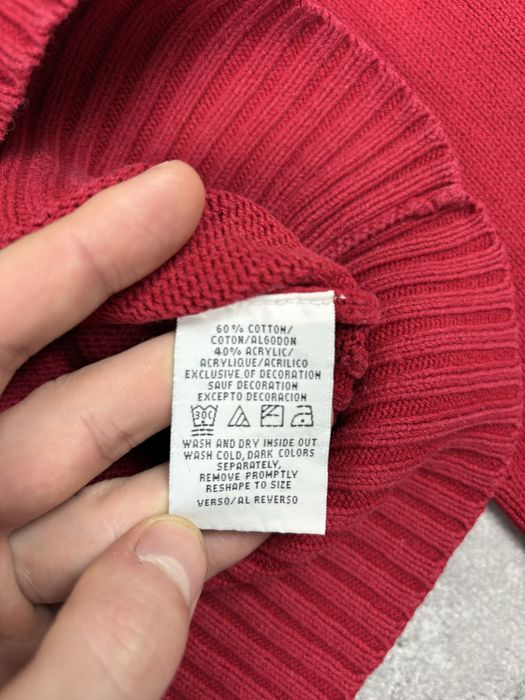 60% COTTON/
COTON/ALGODON
40% ACRYLIC/
ACRYLIQUE/ACRILICO
EXCLUSIVE OF DECORATION
SAUF DECORATION
EXCEPTO DECORACION
30
WASH AND DRY INSIDE OUT
WASH COLD, DARK COLORS
SEPARATELY,
REMOVE PROMPTLY
RESHAPE TO SIZE
VERSO/AL REVERSO